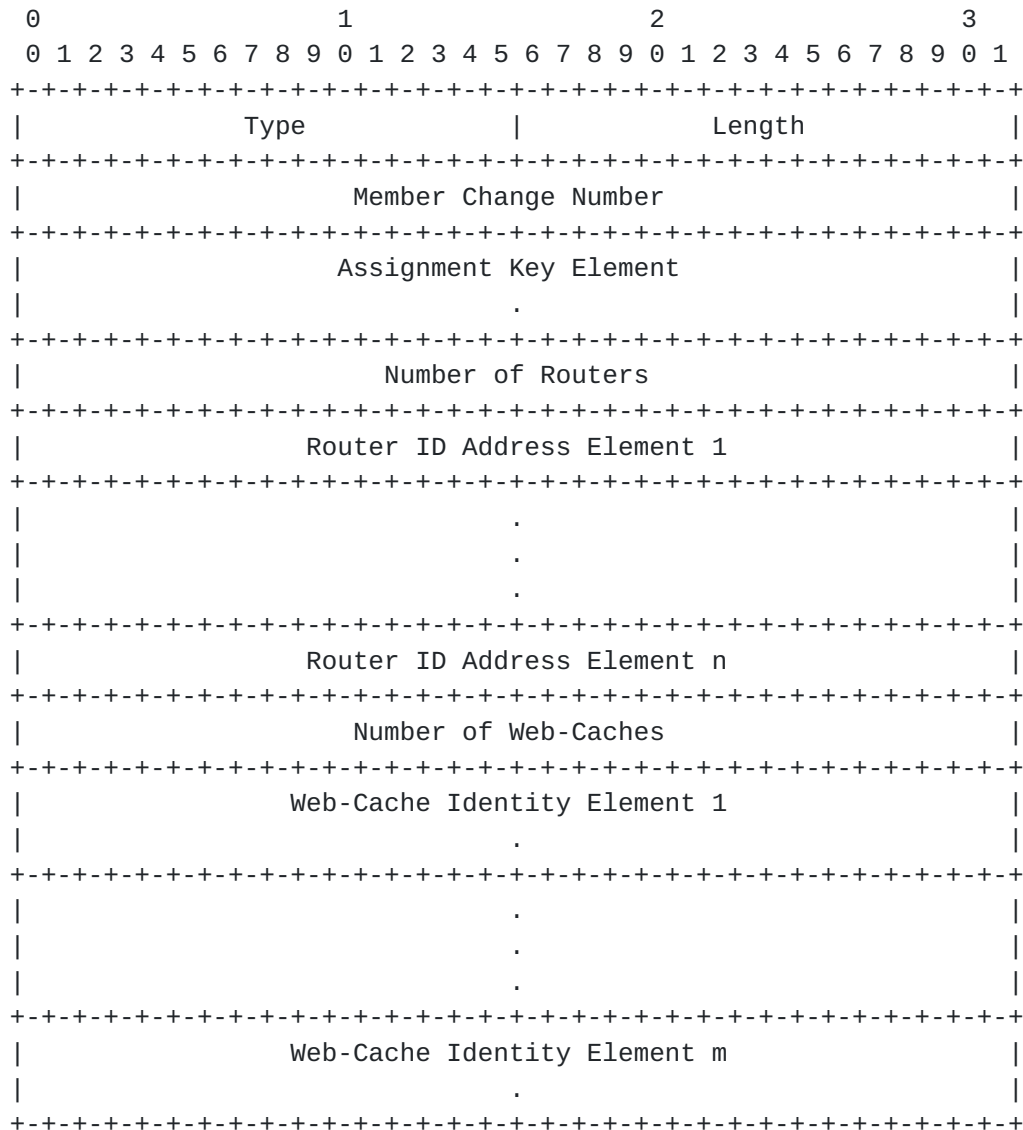 0                   1                   2                   3
 0 1 2 3 4 5 6 7 8 9 0 1 2 3 4 5 6 7 8 9 0 1 2 3 4 5 6 7 8 9 0 1
+-+-+-+-+-+-+-+-+-+-+-+-+-+-+-+-+-+-+-+-+-+-+-+-+-+-+-+-+-+-+-+-+
|              Type             |            Length             |
+-+-+-+-+-+-+-+-+-+-+-+-+-+-+-+-+-+-+-+-+-+-+-+-+-+-+-+-+-+-+-+-+
|                     Member Change Number                      |
+-+-+-+-+-+-+-+-+-+-+-+-+-+-+-+-+-+-+-+-+-+-+-+-+-+-+-+-+-+-+-+-+
|                    Assignment Key Element                     |
|                               .                               |
+-+-+-+-+-+-+-+-+-+-+-+-+-+-+-+-+-+-+-+-+-+-+-+-+-+-+-+-+-+-+-+-+
|                       Number of Routers                       |
+-+-+-+-+-+-+-+-+-+-+-+-+-+-+-+-+-+-+-+-+-+-+-+-+-+-+-+-+-+-+-+-+
|                  Router ID Address Element 1                  |
+-+-+-+-+-+-+-+-+-+-+-+-+-+-+-+-+-+-+-+-+-+-+-+-+-+-+-+-+-+-+-+-+
|                               .                               |
|                               .                               |
|                               .                               |
+-+-+-+-+-+-+-+-+-+-+-+-+-+-+-+-+-+-+-+-+-+-+-+-+-+-+-+-+-+-+-+-+
|                  Router ID Address Element n                  |
+-+-+-+-+-+-+-+-+-+-+-+-+-+-+-+-+-+-+-+-+-+-+-+-+-+-+-+-+-+-+-+-+
|                     Number of Web-Caches                      |
+-+-+-+-+-+-+-+-+-+-+-+-+-+-+-+-+-+-+-+-+-+-+-+-+-+-+-+-+-+-+-+-+
|                 Web-Cache Identity Element 1                  |
|                               .                               |
+-+-+-+-+-+-+-+-+-+-+-+-+-+-+-+-+-+-+-+-+-+-+-+-+-+-+-+-+-+-+-+-+
|                               .                               |
|                               .                               |
|                               .                               |
+-+-+-+-+-+-+-+-+-+-+-+-+-+-+-+-+-+-+-+-+-+-+-+-+-+-+-+-+-+-+-+-+
|                 Web-Cache Identity Element m                  |
|                               .                               |
+-+-+-+-+-+-+-+-+-+-+-+-+-+-+-+-+-+-+-+-+-+-+-+-+-+-+-+-+-+-+-+-+